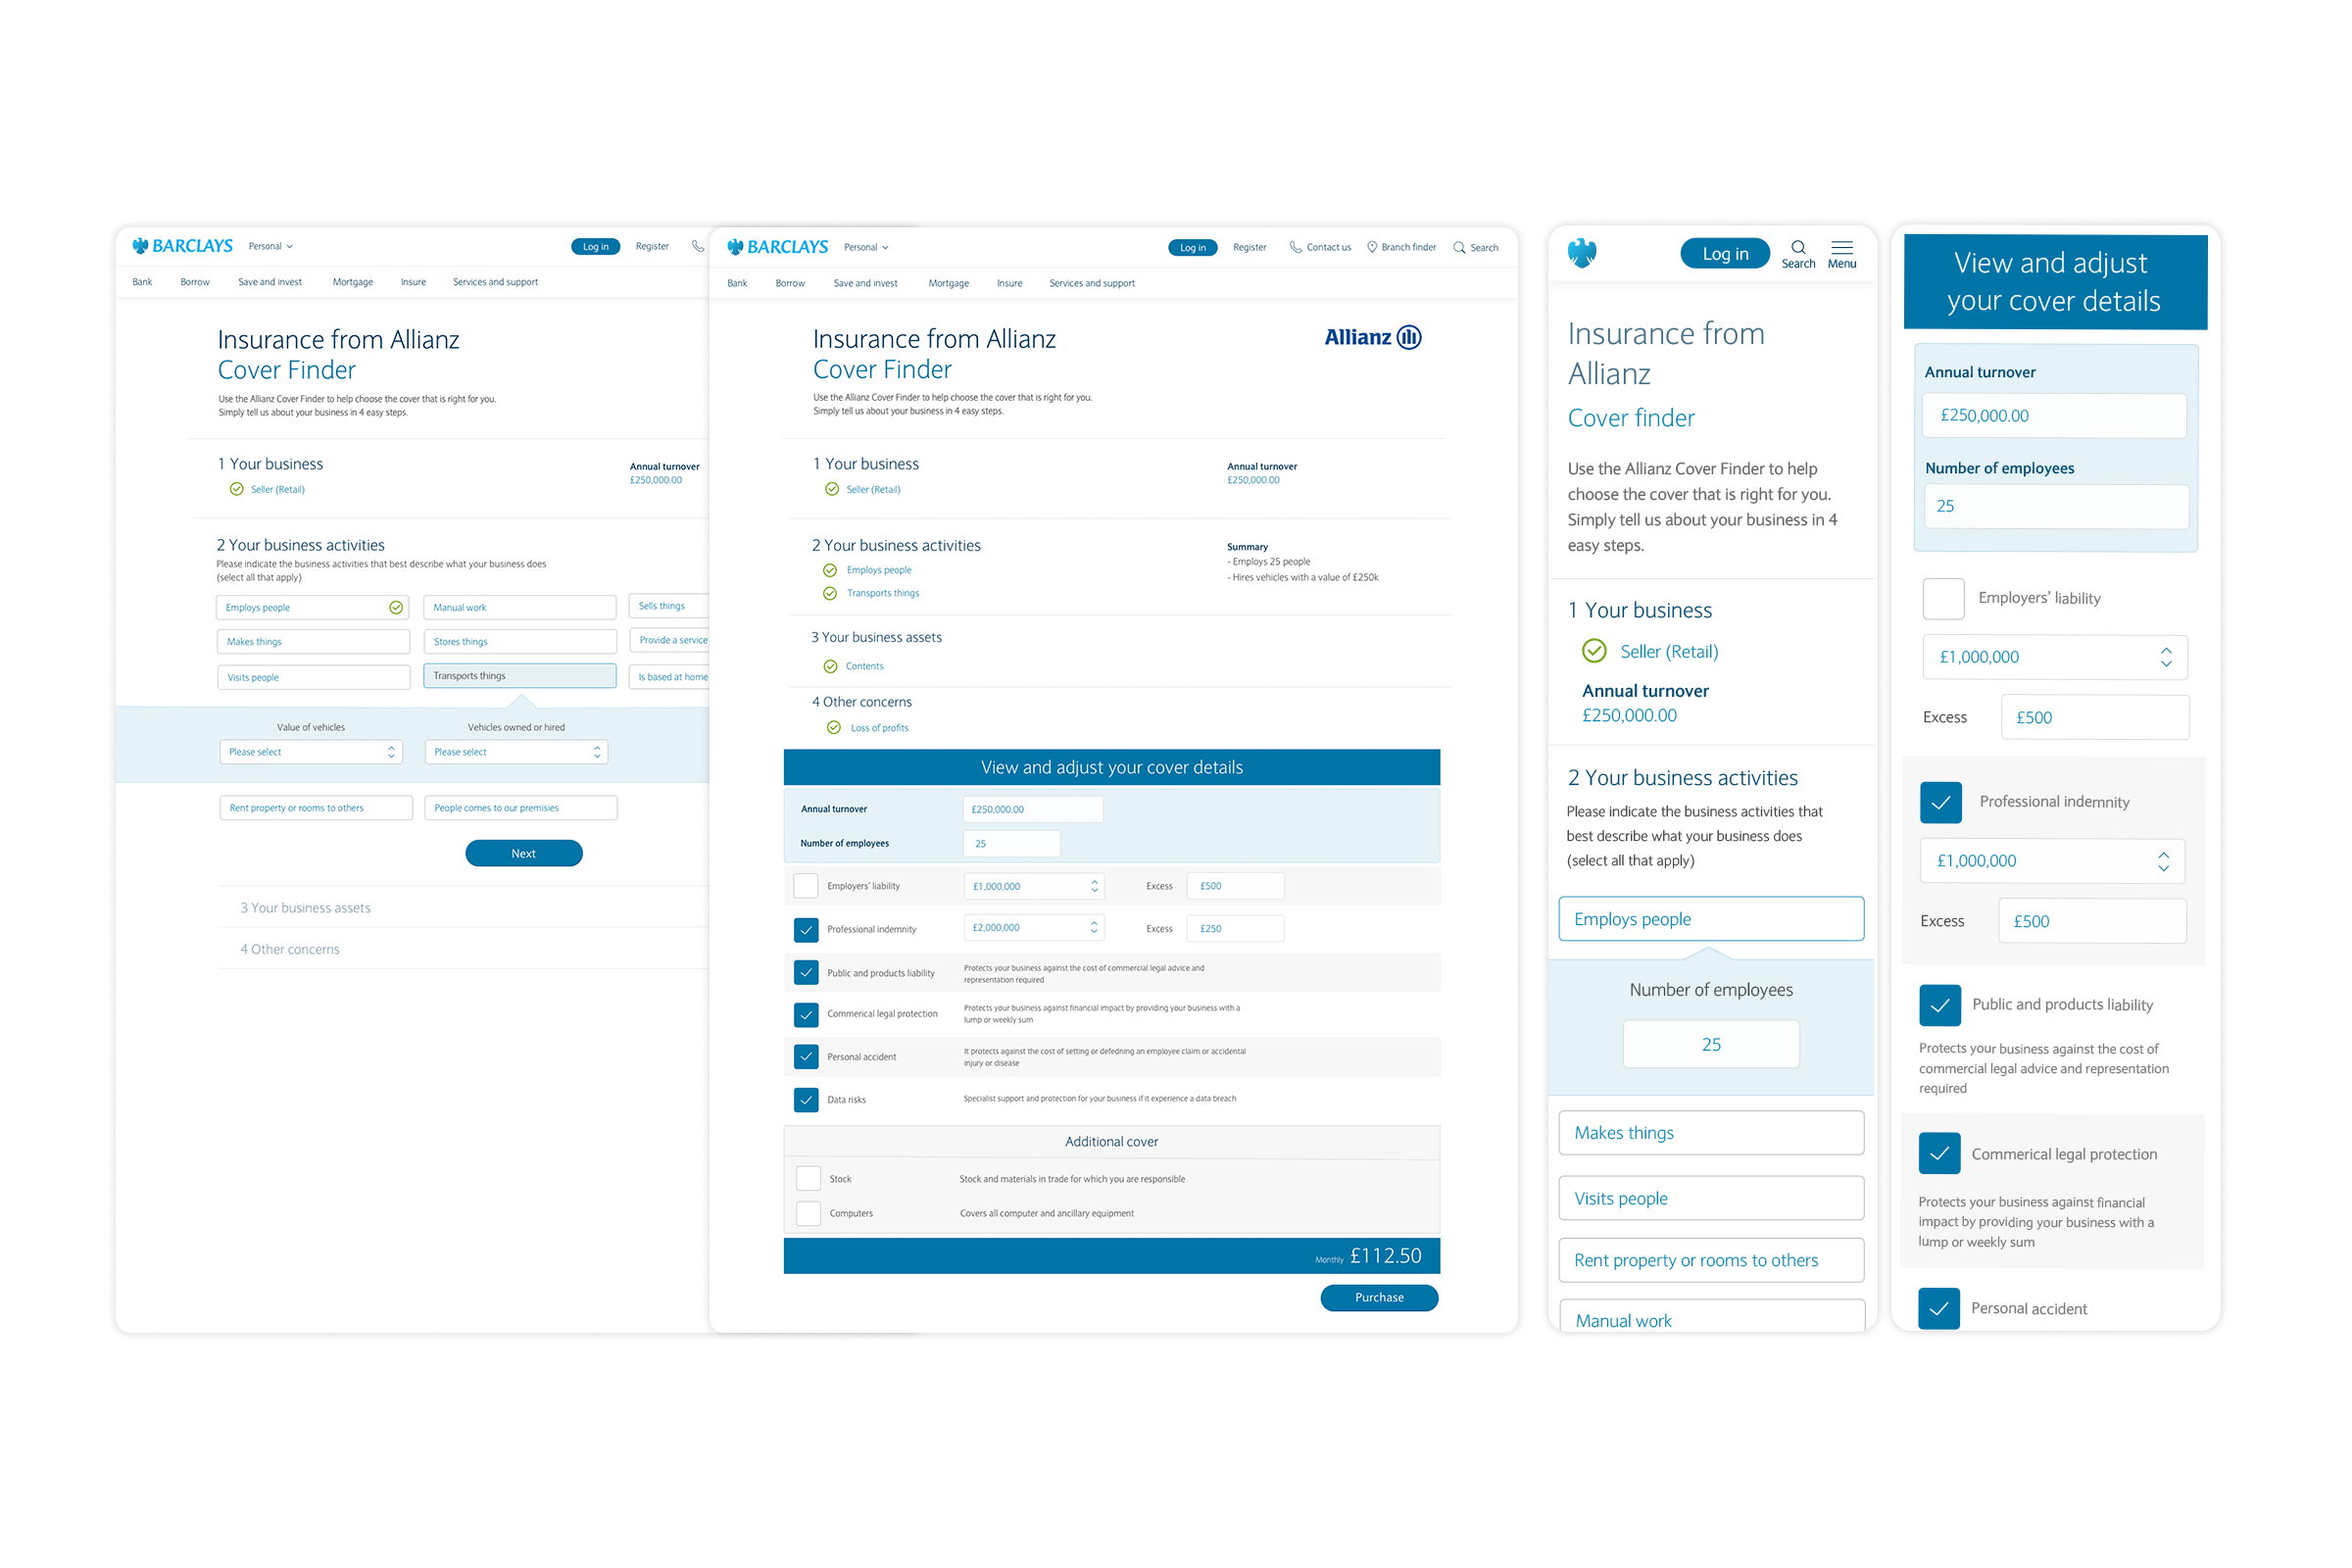 BARCLAYS Personal Log in Register
Bank Borrow Save and invest Mortgage Insure Services and support
Insurance from Allianz
Cover Finder
Use the Allianz Cover Finder to help choose the cover that is right for you.
Simply tell us about your business in 4 easy steps.
1 Your business
Seller (Retail)
Annual turnover
£250,000.00
2 Your business activities
Please indicate the business activities that best describe what your business does
(select all that apply)
Employs people Manual work Sells things
Makes things Stores things Provide a service
Visits people Transports things Is based at home
Value of vehicles Vehicles owned or hired
Please select Please select
Rent property or rooms to others People comes to our premisies
Next
3 Your business assets
4 Other concerns
BARCLAYS Personal Log in Register Contact us Branch finder Search
Bank Borrow Save and invest Mortgage Insure Services and support
Insurance from Allianz
Allianz
Cover Finder
Use the Allianz Cover Finder to help choose the cover that is right for you.
Simply tell us about your business in 4 easy steps.
1 Your business
Seller (Retail)
Annual turnover
£250,000.00
2 Your business activities
Employs people
Transports things
Summary
- Employs 25 people
- Hires vehicles with a value of £250k
3 Your business assets
Contents
4 Other concerns
Loss of profits
View and adjust your cover details
Annual turnover £250,000.00
Number of employees 25
Employers' liability £1,000,000 Excess £500
Professional indemnity £2,000,000 Excess £250
Public and products liability
Protects your business against the cost of commercial legal advice and
representation required
Commerical legal protection
Protects your business against financial impact by providing your business with a
lump or weekly sum
Personal accident
It protects against the cost of setting or defedning an employee claim or accidental
injury or disease
Data risks Specialist support and protection for your business if it experience a data breach
Additional cover
Stock Stock and materials in trade for which you are responsible
Computers Covers all computer and ancillary equipment
Monthly £112.50
Purchase
Log in Search Menu
Insurance from
Allianz
Cover finder
Use the Allianz Cover Finder to help
choose the cover that is right for you.
Simply tell us about your business in 4
easy steps.
1 Your business
Seller (Retail)
Annual turnover
£250,000.00
2 Your business activities
Please indicate the business activities that
best describe what your business does
(select all that apply)
Employs people
Number of employees
25
Makes things
Visits people
Rent property or rooms to others
Manual work
View and adjust
your cover details
Annual turnover
£250,000.00
Number of employees
25
Employers' liability
£1,000,000
Excess £500
Professional indemnity
£1,000,000
Excess £500
Public and products liability
Protects your business against the cost of
commercial legal advice and representation
required
Commerical legal protection
Protects your business against financial
impact by providing your business with a
lump or weekly sum
Personal accident